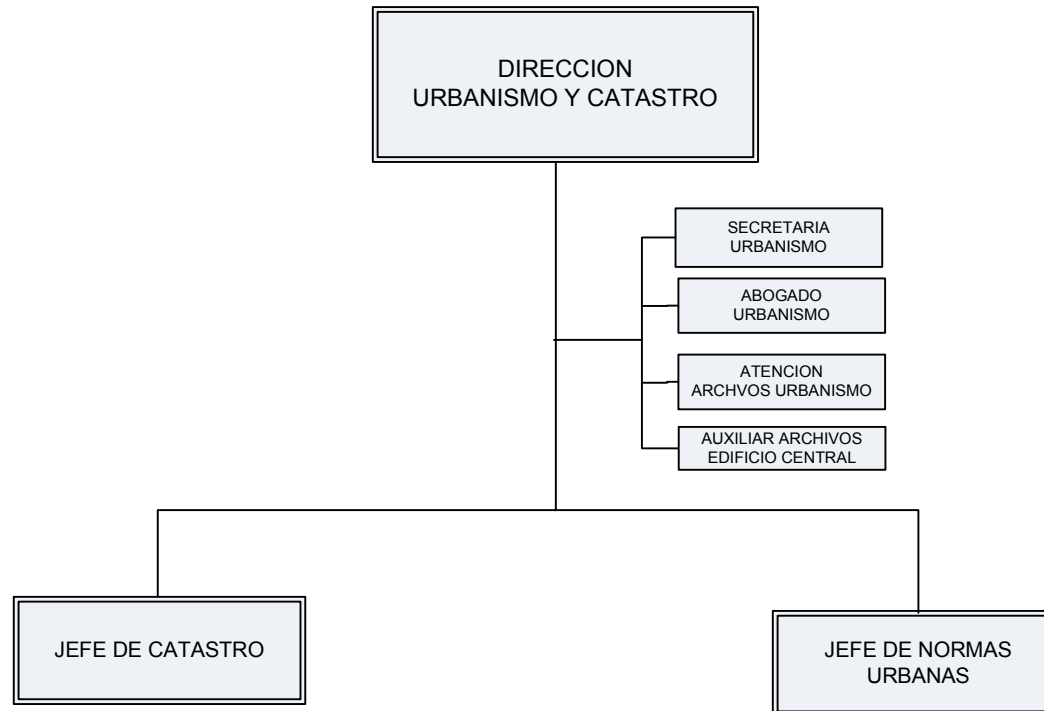 DIRECCION
URBANISMO Y CATASTRO
SECRETARIA
URBANISMO
ABOGADO
URBANISMO
ATENCION
ARCHVOS URBANISMO
AUXILIAR ARCHIVOS
EDIFICIO CENTRAL
JEFE DE CATASTRO
JEFE DE NORMAS
URBANAS